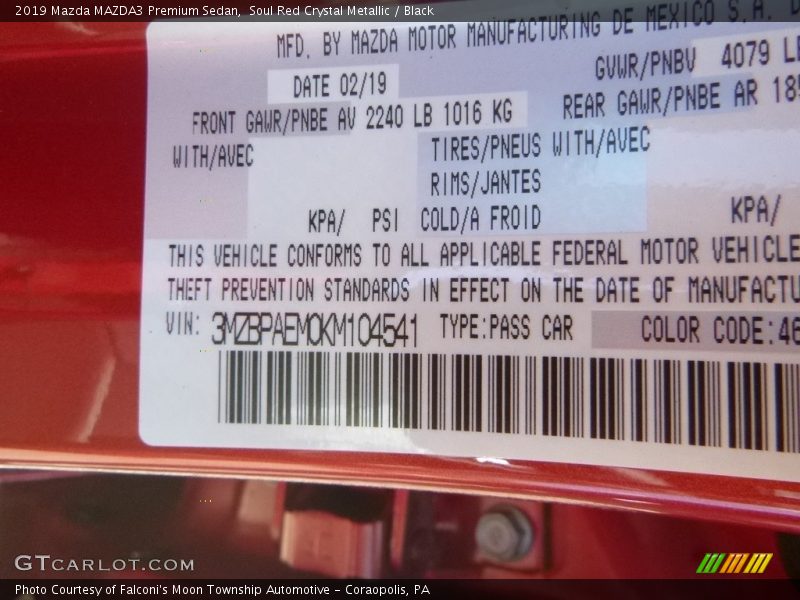 2019 Mazda MAZDA3 Premium Sedan, Soul Red Crystal Metallic / Black
MFD. BY MAZDA MOTOR MANUFACTURING DE MEXICO S.A. D
DATE 02/19
GVWR/PNBV 4079 LB
FRONT GAWR/PNBE AV 2240 LB 1016 KG
REAR GAWR/PNBE AR 185
WITH/AVEC
TIRES/PNEUS WITH/AVEC
RIMS/JANTES
KPA/ PSI COLD/A FROID
KPA/
THIS VEHICLE CONFORMS TO ALL APPLICABLE FEDERAL MOTOR VEHICLE
THEFT PREVENTION STANDARDS IN EFFECT ON THE DATE OF MANUFACTU
VIN: 3MZBPAEM0KM104541 TYPE:PASS CAR COLOR CODE:46
GTCARLOT.COM
Photo Courtesy of Falconi's Moon Township Automotive - Coraopolis, PA